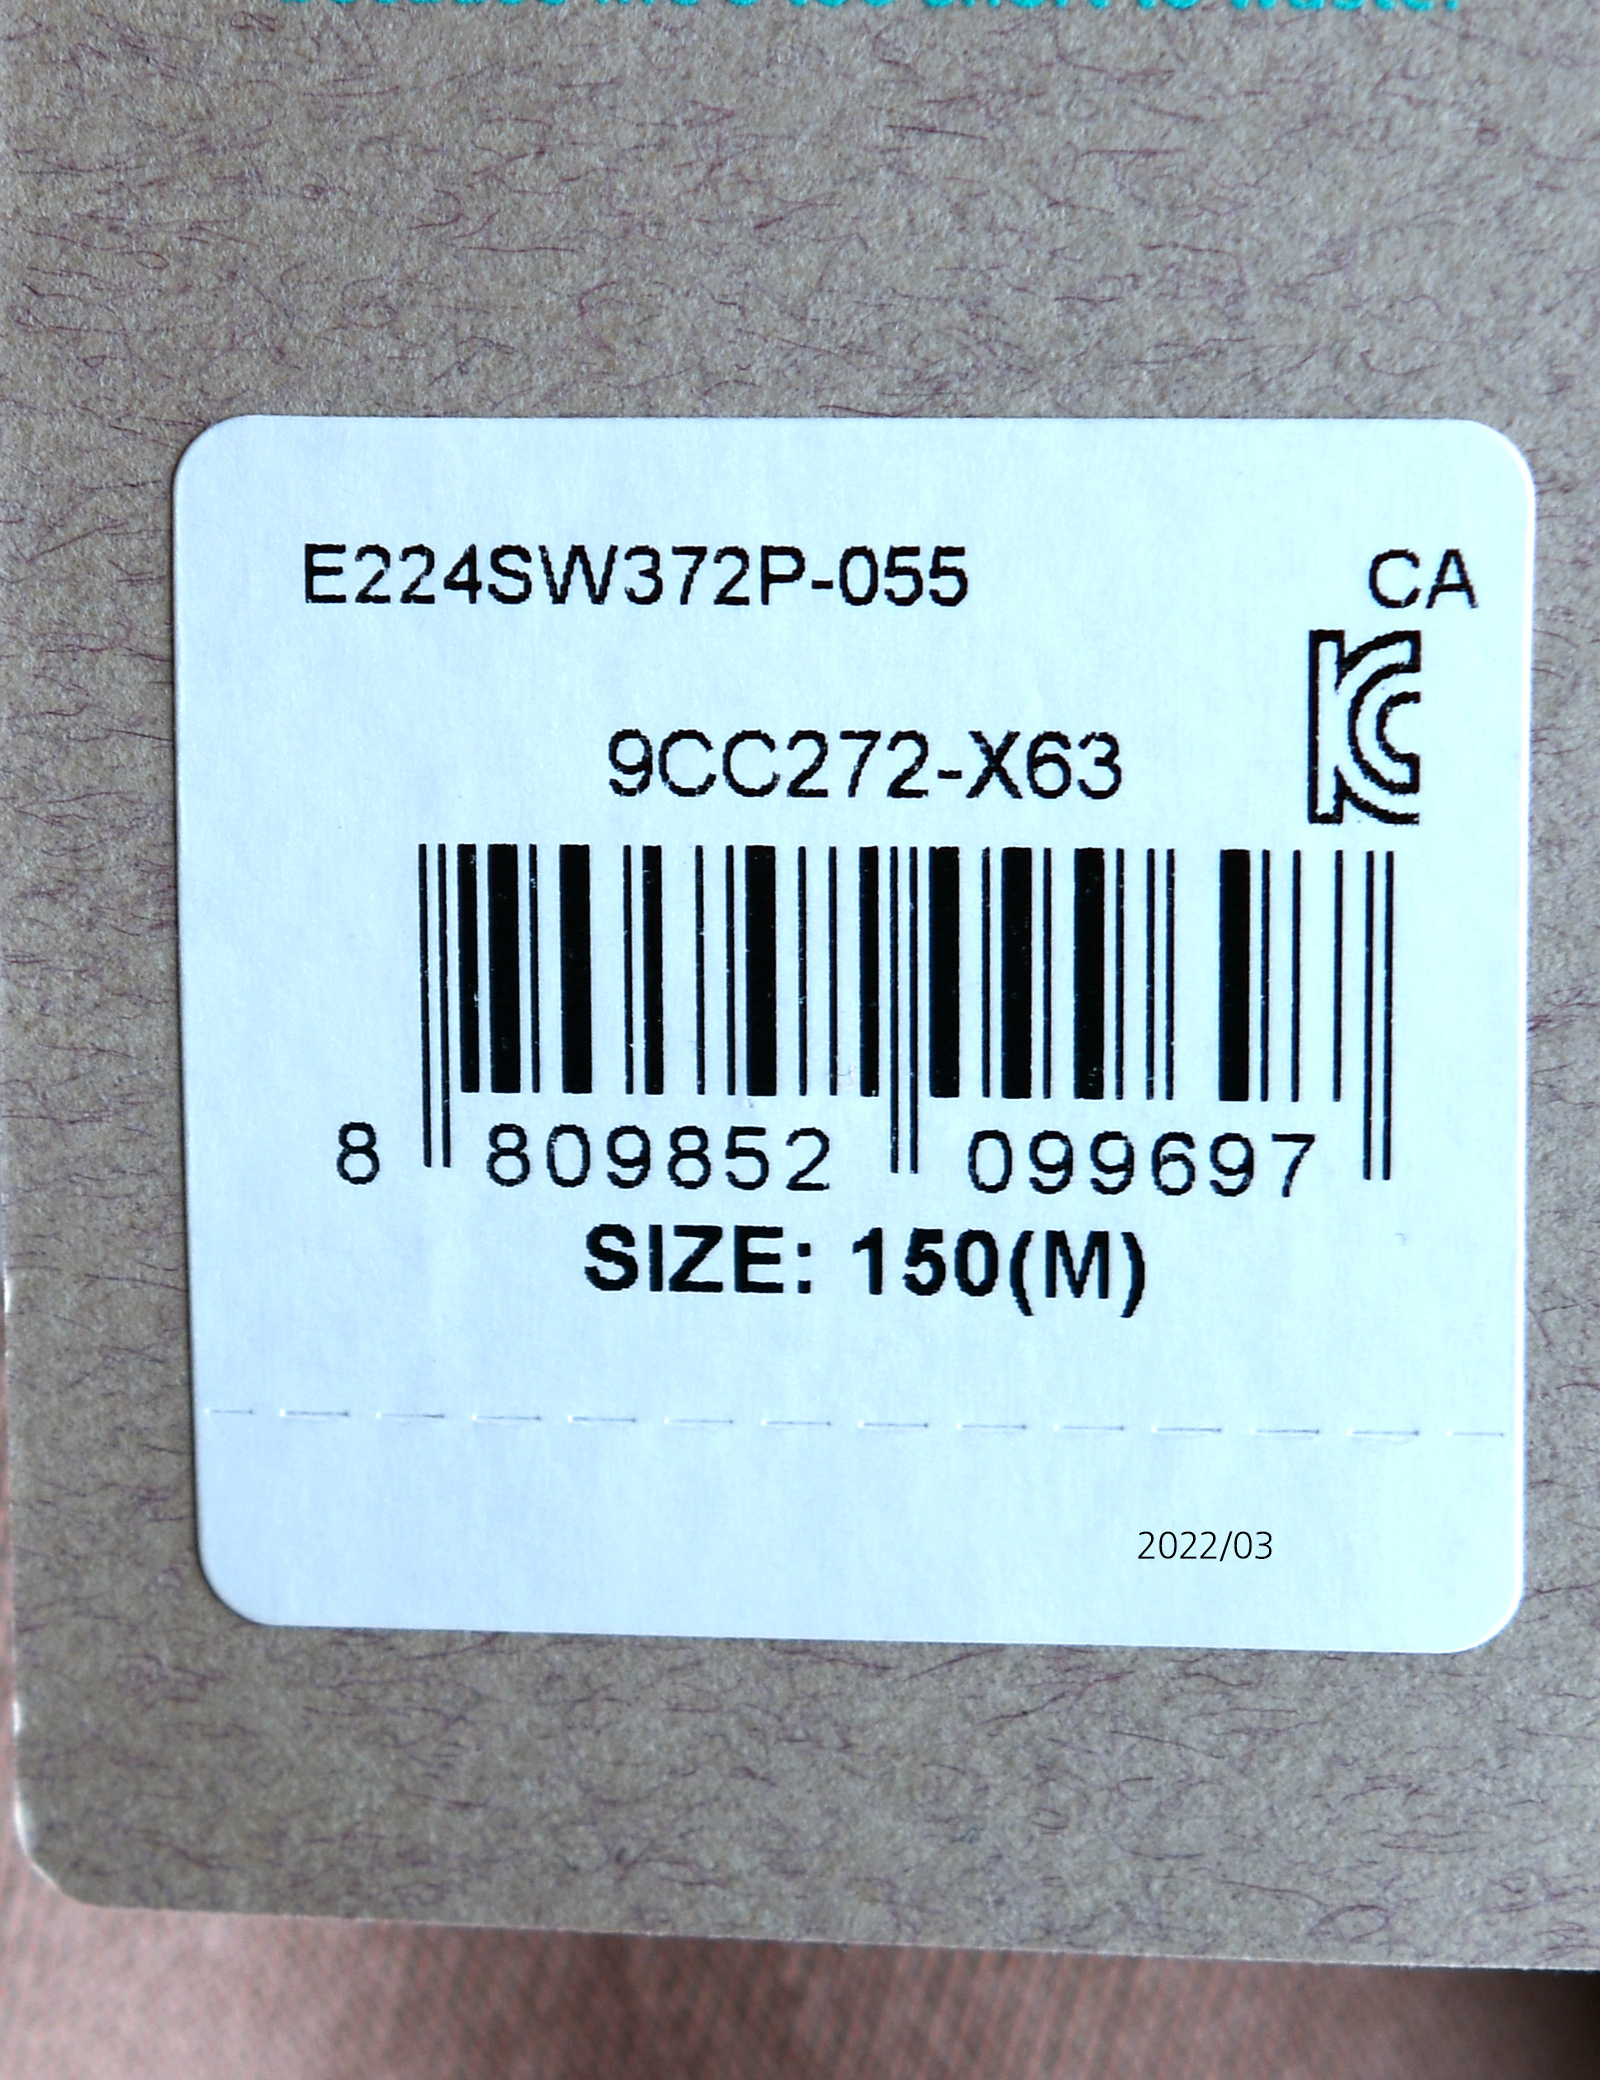 E224SW372P-055 CA
9CC272-X63
8 809852 099697
SIZE: 150(M)
2022/03